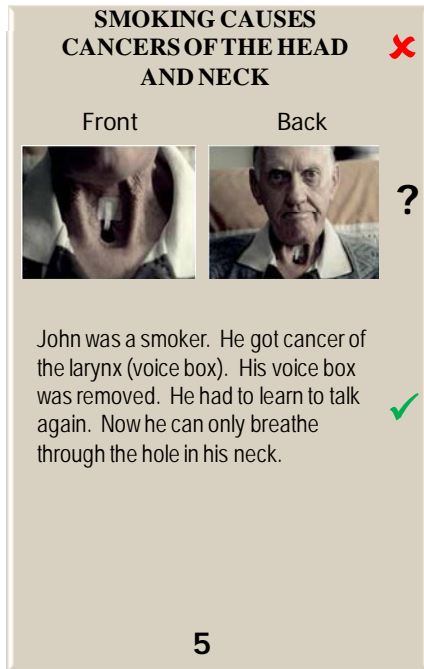 SMOKING CAUSES
CANCERS OF THE HEAD
AND NECK
Front Back
?
John was a smoker. He got cancer of
the larynx (voice box). His voice box
was removed. He had to learn to talk
again. Now he can only breathe
through the hole in his neck.
5